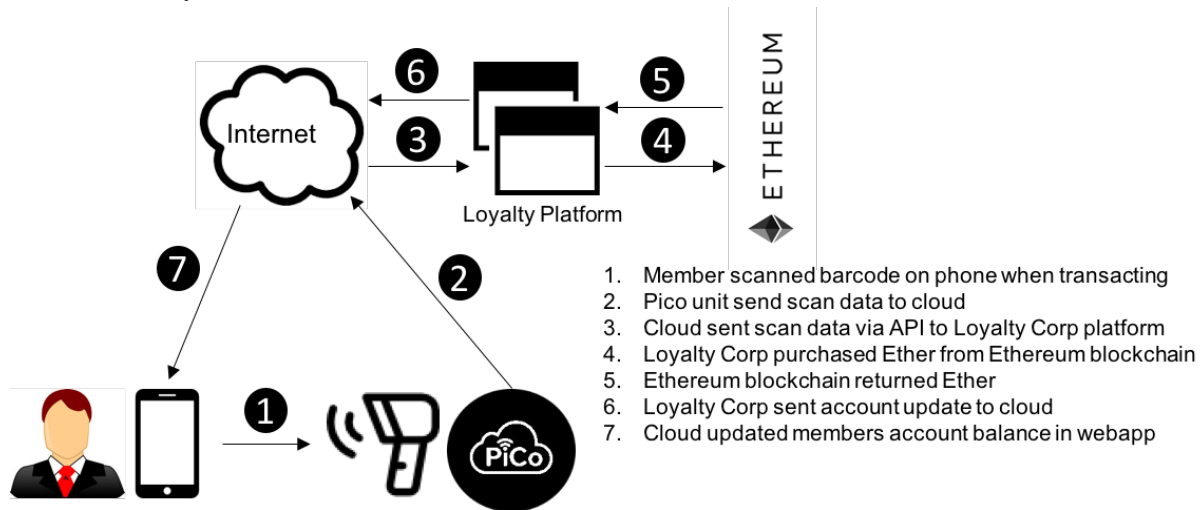 6
5
Internet
3
4
ETHEREUM
Loyalty Platform
7
2
1. Member scanned barcode on phone when transacting
2. Pico unit send scan data to cloud
3. Cloud sent scan data via API to Loyalty Corp platform
4. Loyalty Corp purchased Ether from Ethereum blockchain
5. Ethereum blockchain returned Ether
6. Loyalty Corp sent account update to cloud
7. Cloud updated members account balance in webapp
1
PiCo